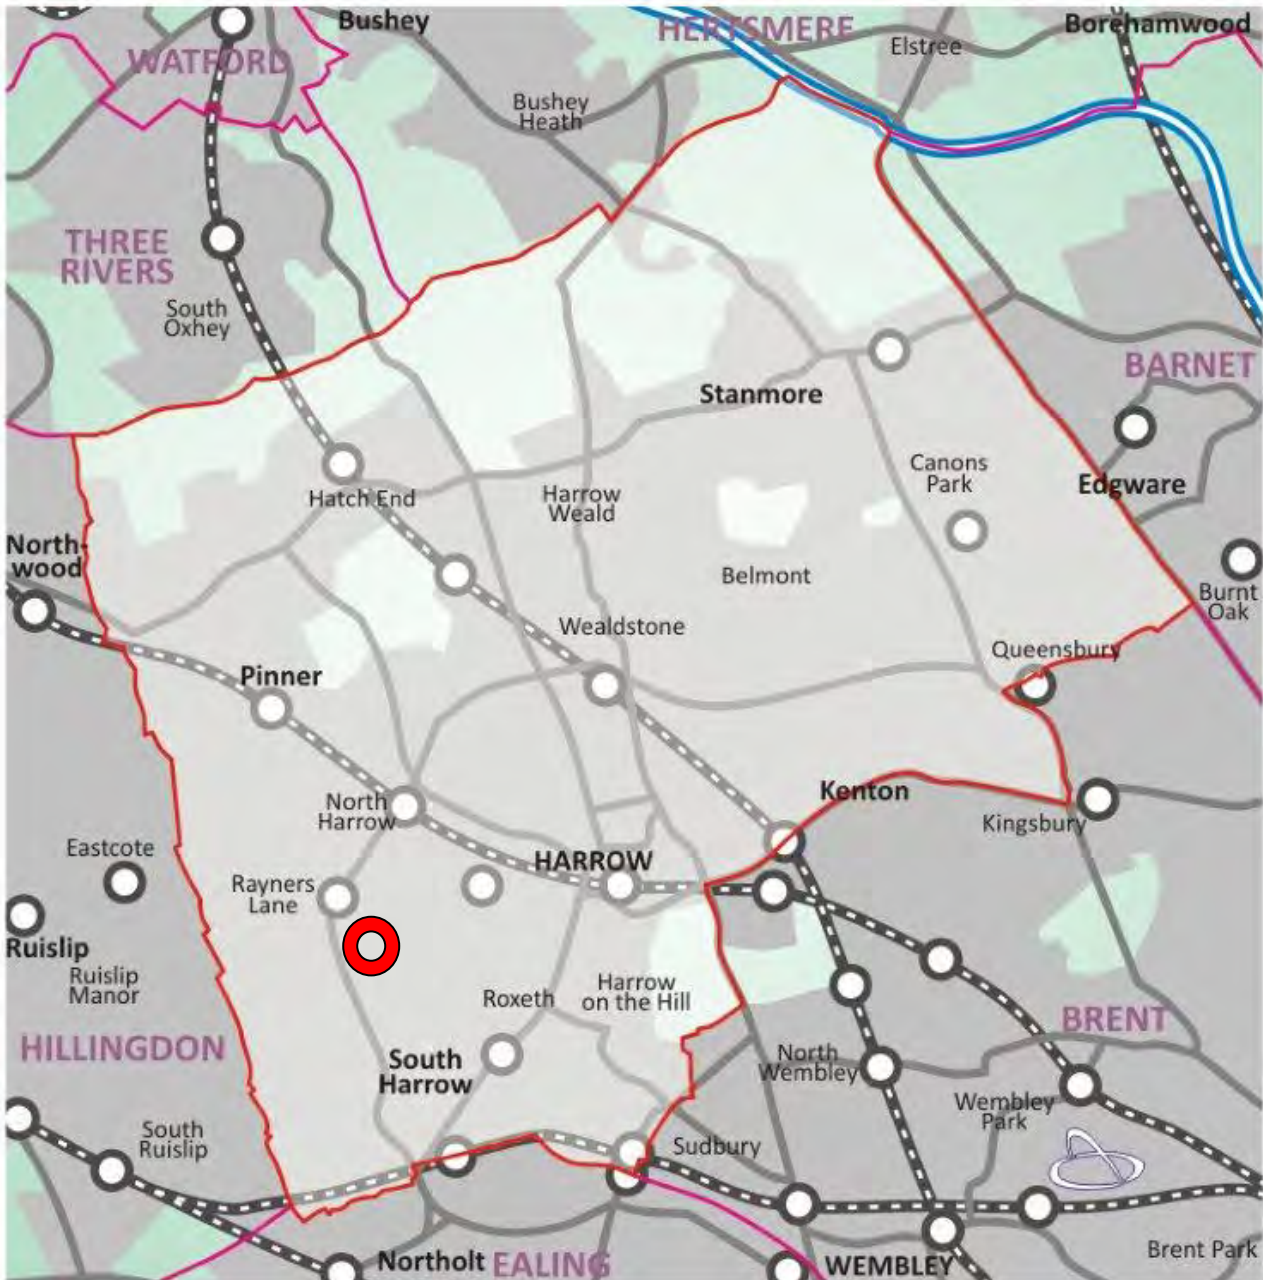 Bushey
HERTSMERE
Borehamwood
WATFORD
Elstree
Bushey
Heath
THREE
RIVERS
South
Oxhey
BARNET
Stanmore
Canons
Park
Edgware
Hatch End
Harrow
Weald
North-
wood
Belmont
Burnt
Oak
Wealdstone
Queensbury
Pinner
Kenton
North
Harrow
Kingsbury
Eastcote
HARROW
Rayners
Lane
Ruislip
Ruislip
Manor
Roxeth
Harrow
on the Hill
BRENT
HILLINGDON
South
Harrow
North
Wembley
Wembley
Park
South
Ruislip
Sudbury
Northolt
EALING
WEMBLEY
Brent Park